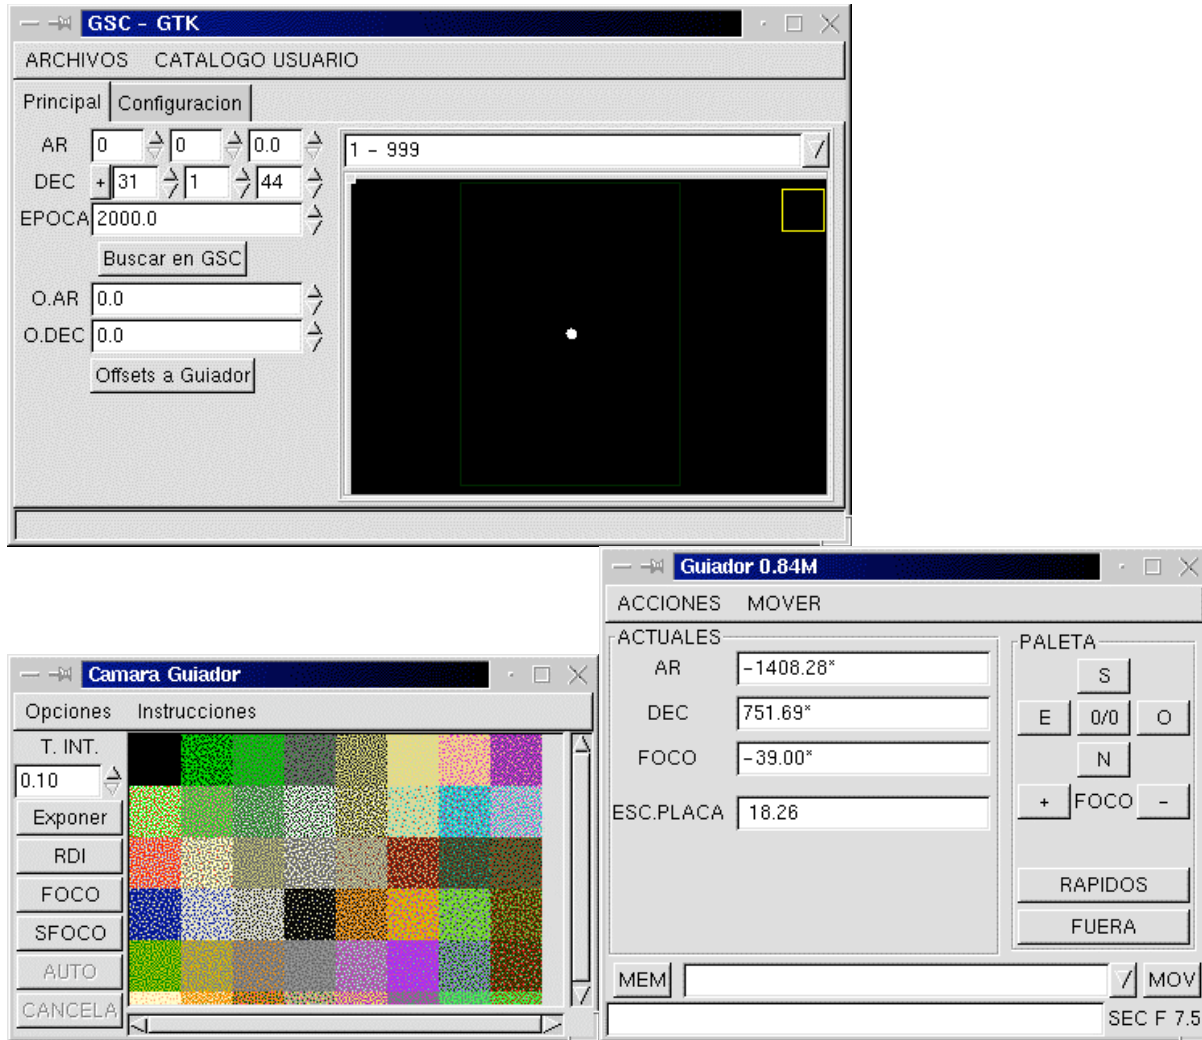 GSC - GTK
ARCHIVOS CATALOGO USUARIO
Principal Configuracion
AR 0 0 0.0
1 - 999
DEC + 31 1 44
EPOCA 2000.0
Buscar en GSC
O.AR 0.0
O.DEC 0.0
Offsets a Guiador
Guiador 0.84M
ACCIONES MOVER
ACTUALES
AR -1408.28"
DEC 751.69"
FOCO -39.00"
ESC.PLACA 18.26
PALETA
S
E 0/0 O
N
+ FOCO -
RAPIDOS
FUERA
MEM MOV
SEC F 7.5
Camara Guiador
Opciones Instrucciones
T. INT.
0.10
Exponer
RDI
FOCO
SFOCO
AUTO
CANCELA